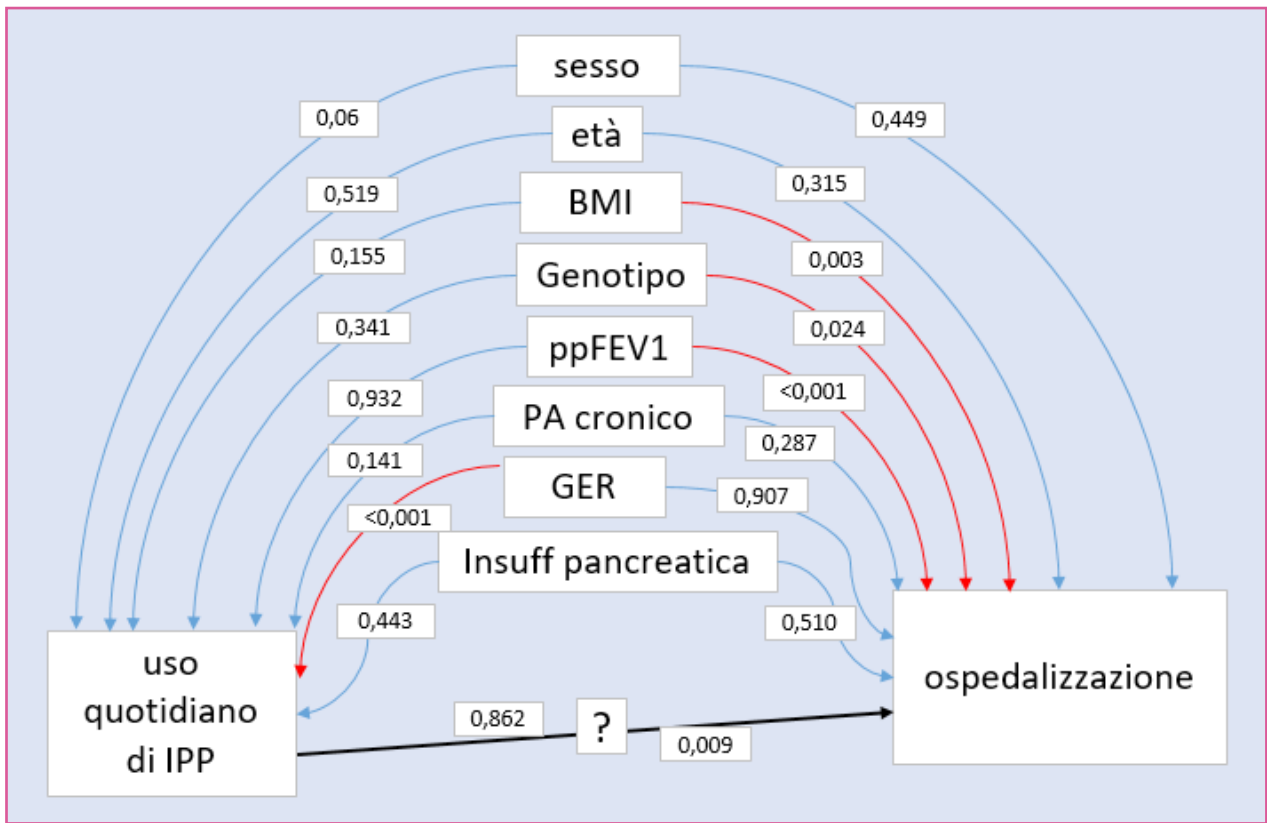 sesso
0,06
0,449
età
0,519
0,315
BMI
0,155
0,003
Genotipo
0,341
0,024
ppFEV1
0,932
<0,001
PA cronico
0,141
0,287
GER
<0,001
0,907
Insuff pancreatica
0,443
0,510
uso
quotidiano
di IPP
0,862
?
0,009
ospedalizzazione